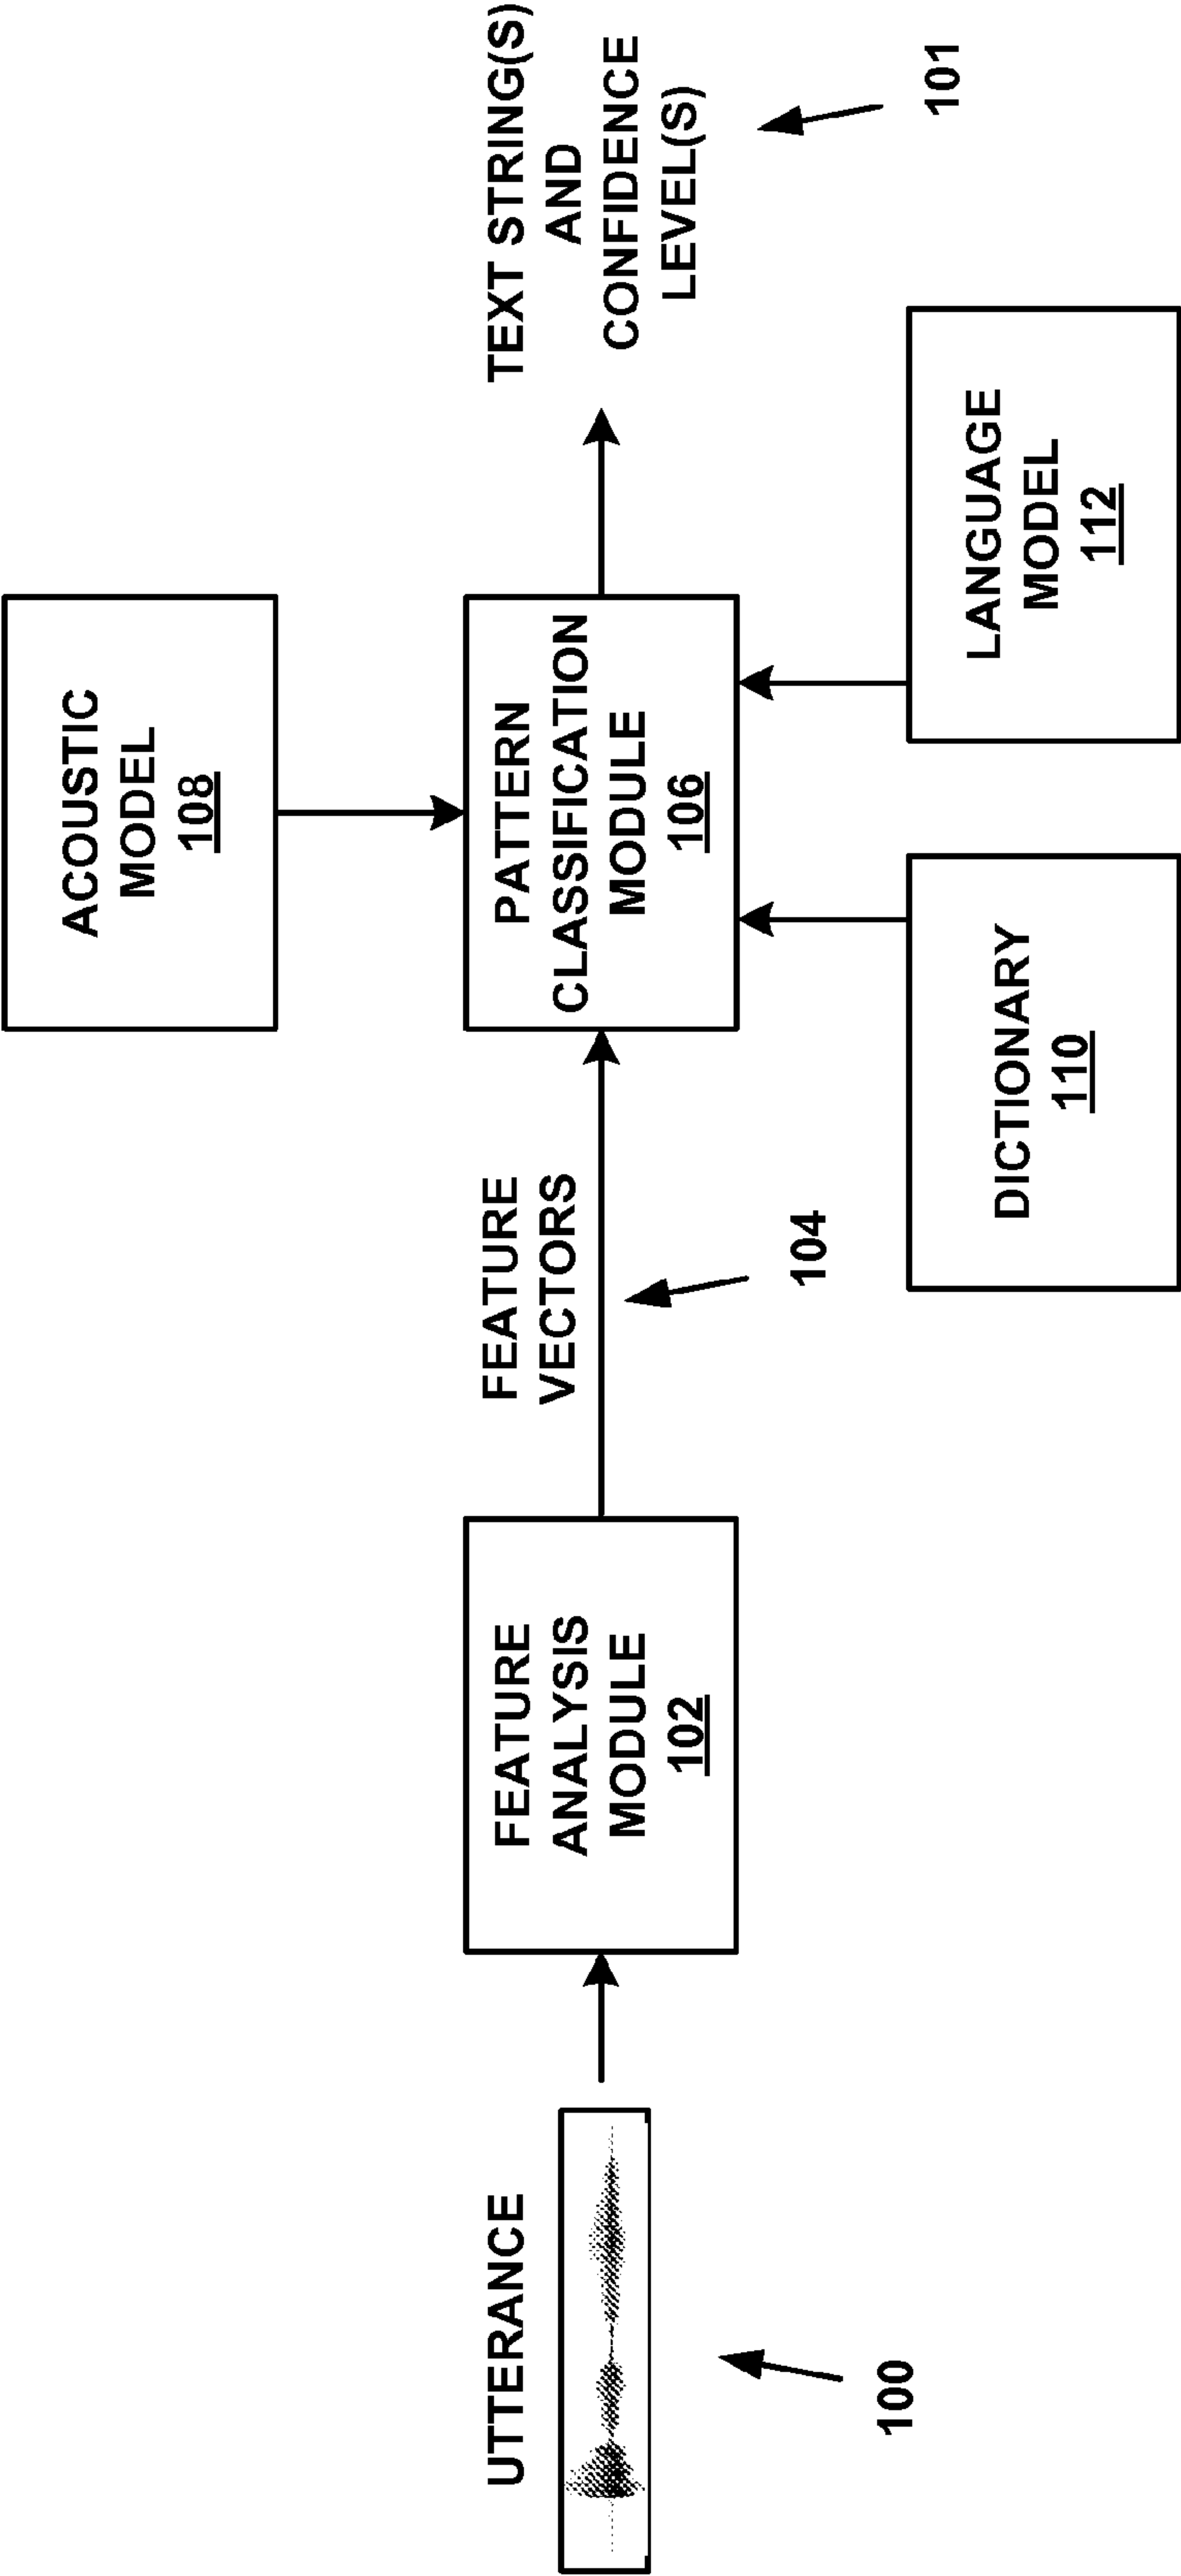 UTTERANCE
100
FEATURE
ANALYSIS
MODULE
102
FEATURE
VECTORS
104
ACOUSTIC
MODEL
108
PATTERN
CLASSIFICATION
MODULE
106
DICTIONARY
110
LANGUAGE
MODEL
112
TEXT STRING(S)
AND
CONFIDENCE
LEVEL(S)
101